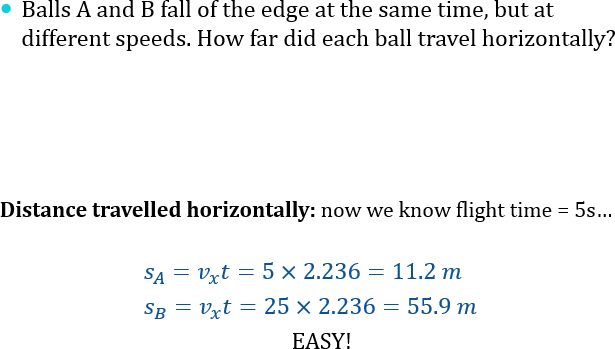 • Balls A and B fall of the edge at the same time, but at
different speeds. How far did each ball travel horizontally?
Distance travelled horizontally: now we know flight time = 5s…
s_A = v_x t = 5 × 2.236 = 11.2 m
s_B = v_x t = 25 × 2.236 = 55.9 m
EASY!